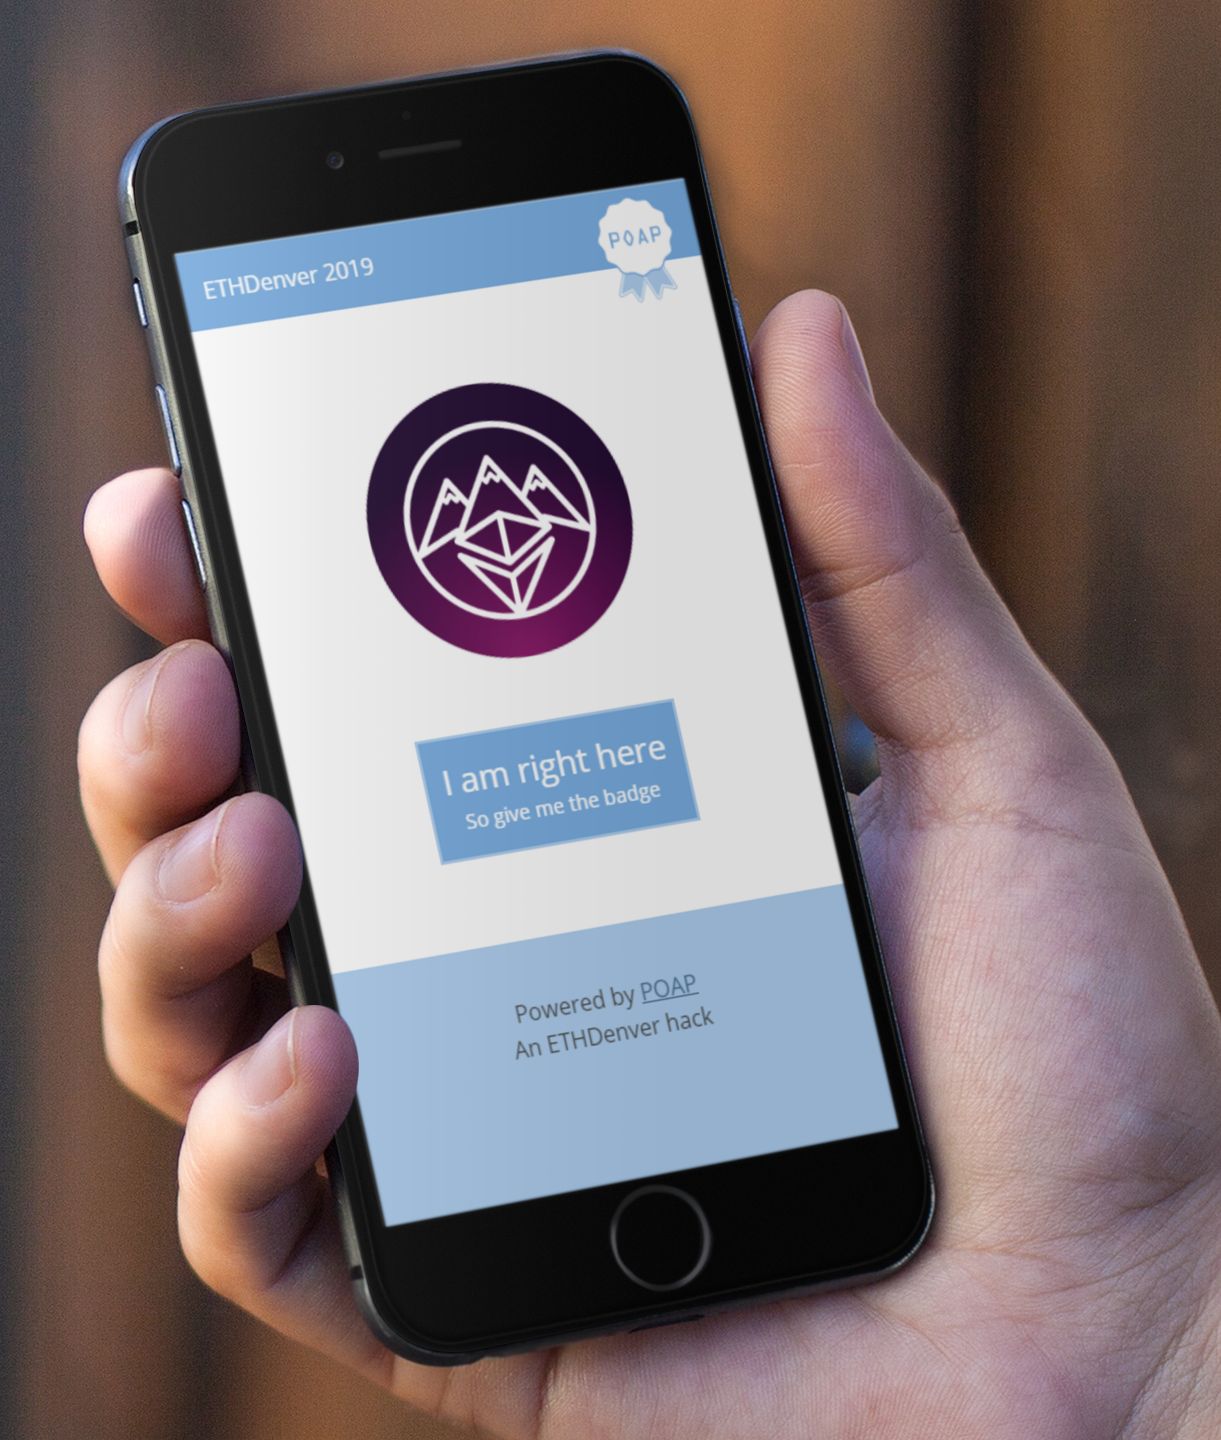 ETHDenver 2019
POAP
I am right here
So give me the badge
Powered by POAP
An ETHDenver hack